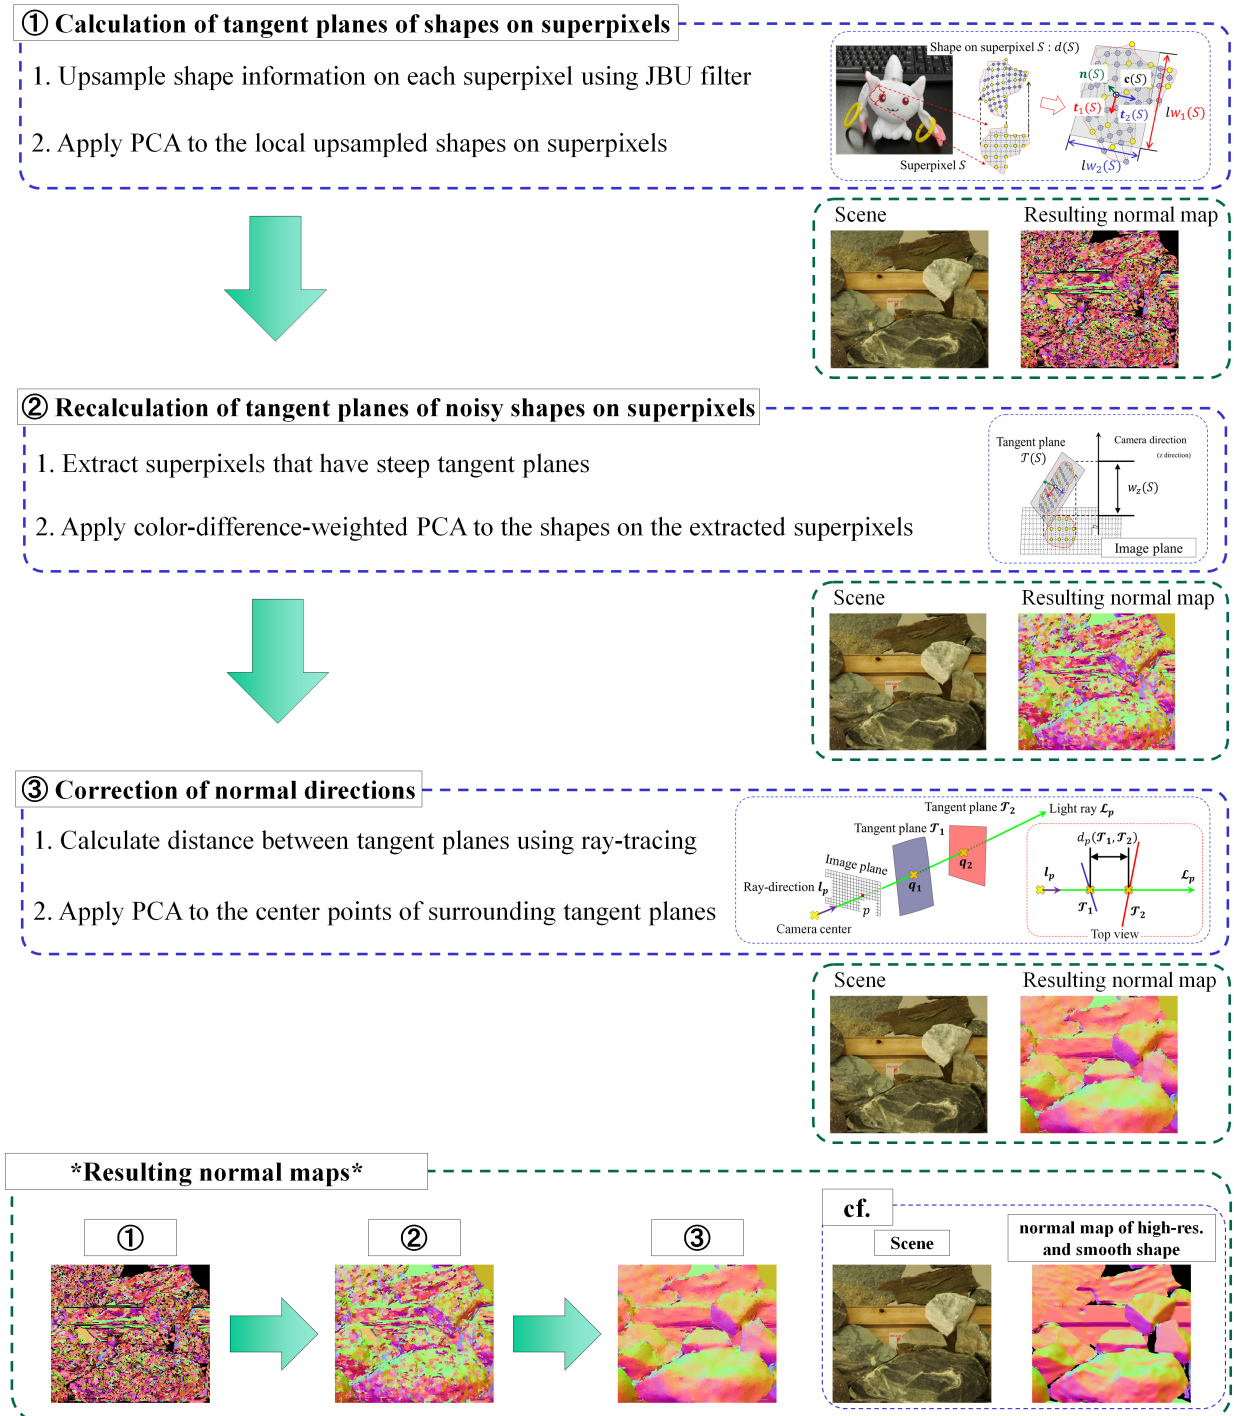 ① Calculation of tangent planes of shapes on superpixels
1. Upsample shape information on each superpixel using JBU filter
2. Apply PCA to the local upsampled shapes on superpixels
Shape on superpixel S : d(S)
n(S)
c(S)
t₁(S)
t₂(S)
lw₁(S)
lw₂(S)
Superpixel S
Scene
Resulting normal map
② Recalculation of tangent planes of noisy shapes on superpixels
1. Extract superpixels that have steep tangent planes
2. Apply color-difference-weighted PCA to the shapes on the extracted superpixels
Tangent plane
𝒯(S)
Camera direction
(z direction)
w_z(S)
Image plane
Scene
Resulting normal map
③ Correction of normal directions
1. Calculate distance between tangent planes using ray-tracing
2. Apply PCA to the center points of surrounding tangent planes
Tangent plane 𝒯₂
Light ray ℒ_p
Tangent plane 𝒯₁
Image plane
Ray-direction l_p
q₁
q₂
p
Camera center
d_p(𝒯₁, 𝒯₂)
l_p
ℒ_p
𝒯₁
𝒯₂
Top view
Scene
Resulting normal map
*Resulting normal maps*
①
②
③
cf.
Scene
normal map of high-res.
and smooth shape